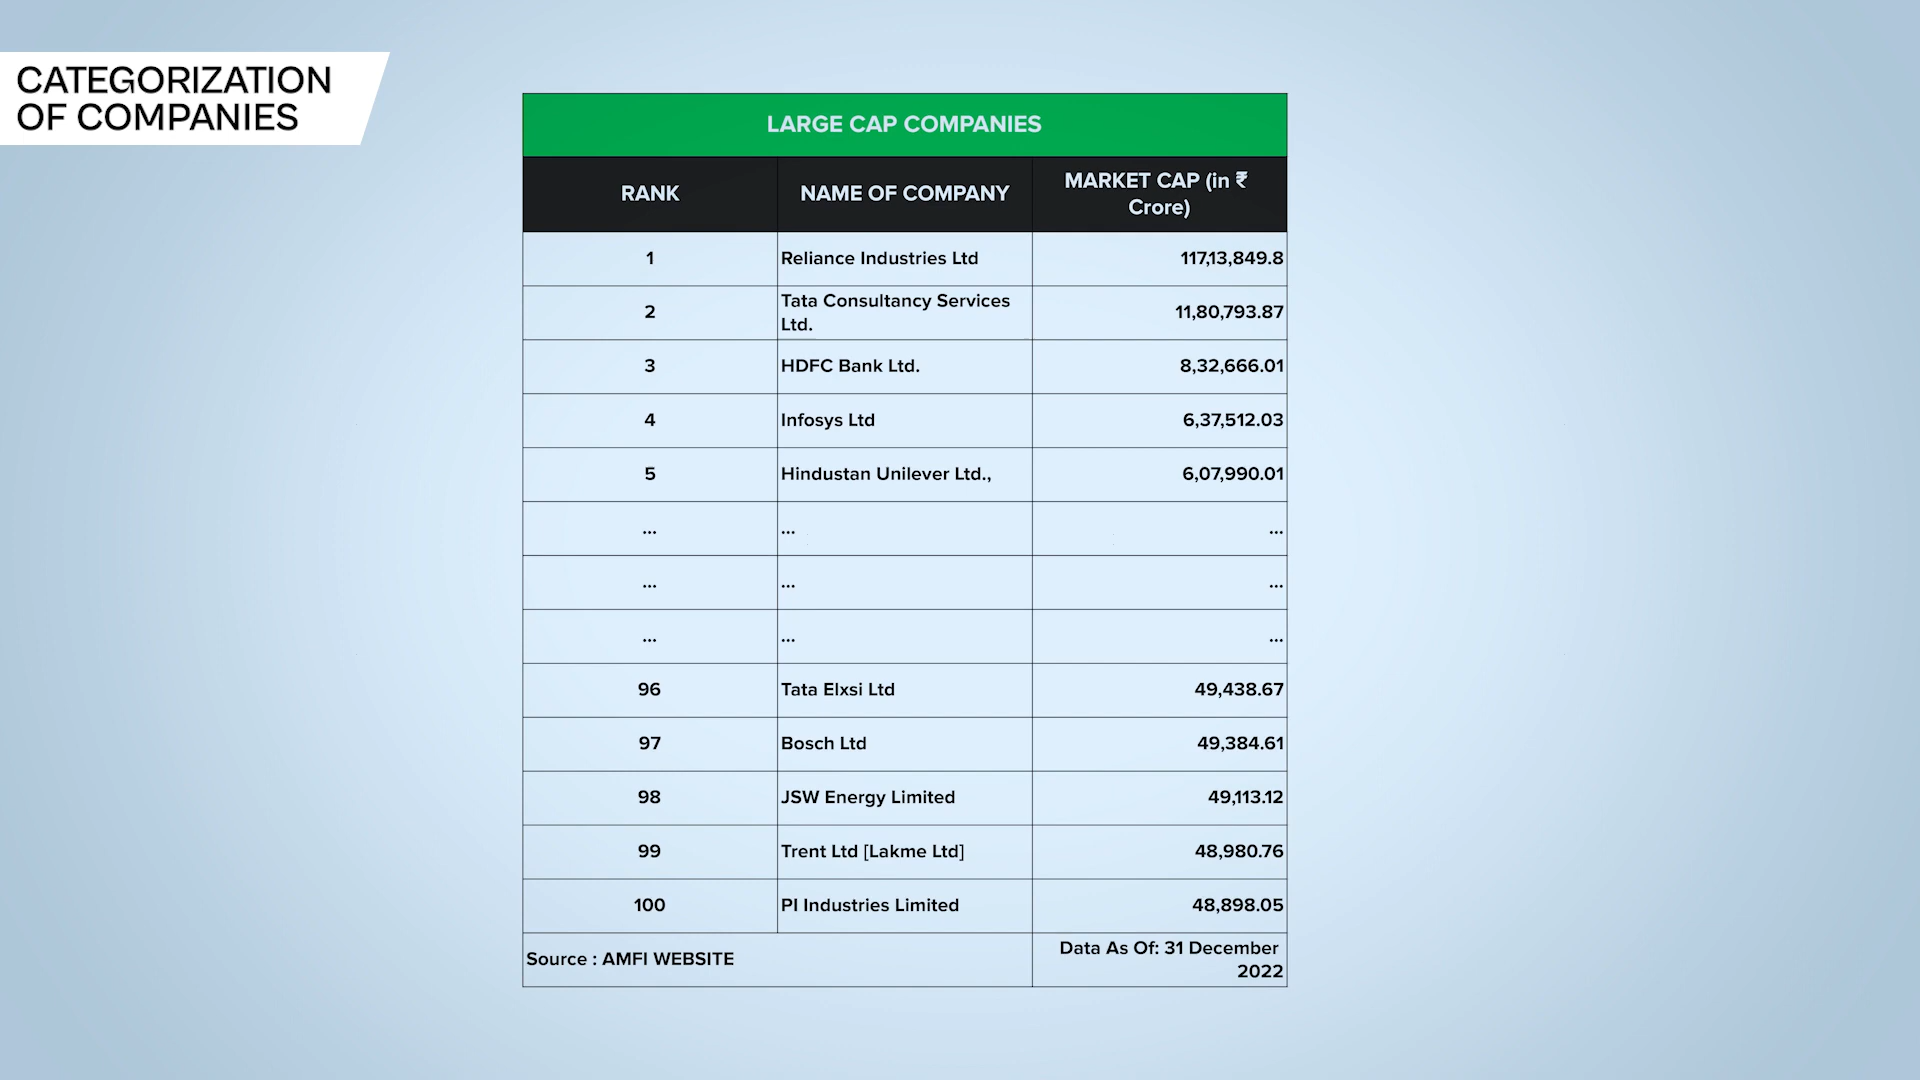 CATEGORIZATION
OF COMPANIES
LARGE CAP COMPANIES
RANK
NAME OF COMPANY
MARKET CAP (in ₹
Crore)
1
Reliance Industries Ltd
117,13,849.8
2
Tata Consultancy Services
Ltd.
11,80,793.87
3
HDFC Bank Ltd.
8,32,666.01
4
Infosys Ltd
6,37,512.03
5
Hindustan Unilever Ltd.,
6,07,990.01
...
...
...
...
...
...
...
...
...
96
Tata Elxsi Ltd
49,438.67
97
Bosch Ltd
49,384.61
98
JSW Energy Limited
49,113.12
99
Trent Ltd [Lakme Ltd]
48,980.76
100
PI Industries Limited
48,898.05
Source : AMFI WEBSITE
Data As Of: 31 December
2022